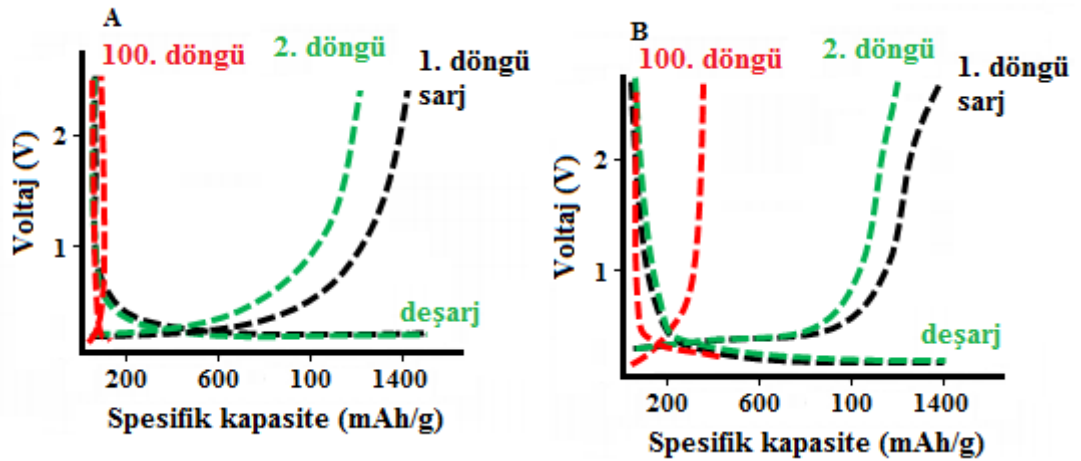 A
100. döngü
2. döngü
1. döngü
sarj
Voltaj (V)
2
1
deşarj
200 600 100 1400
Spesifik kapasite (mAh/g)
B
100. döngü
2. döngü
1. döngü
sarj
Voltaj (V)
2
1
deşarj
200 600 100 1400
Spesifik kapasite (mAh/g)